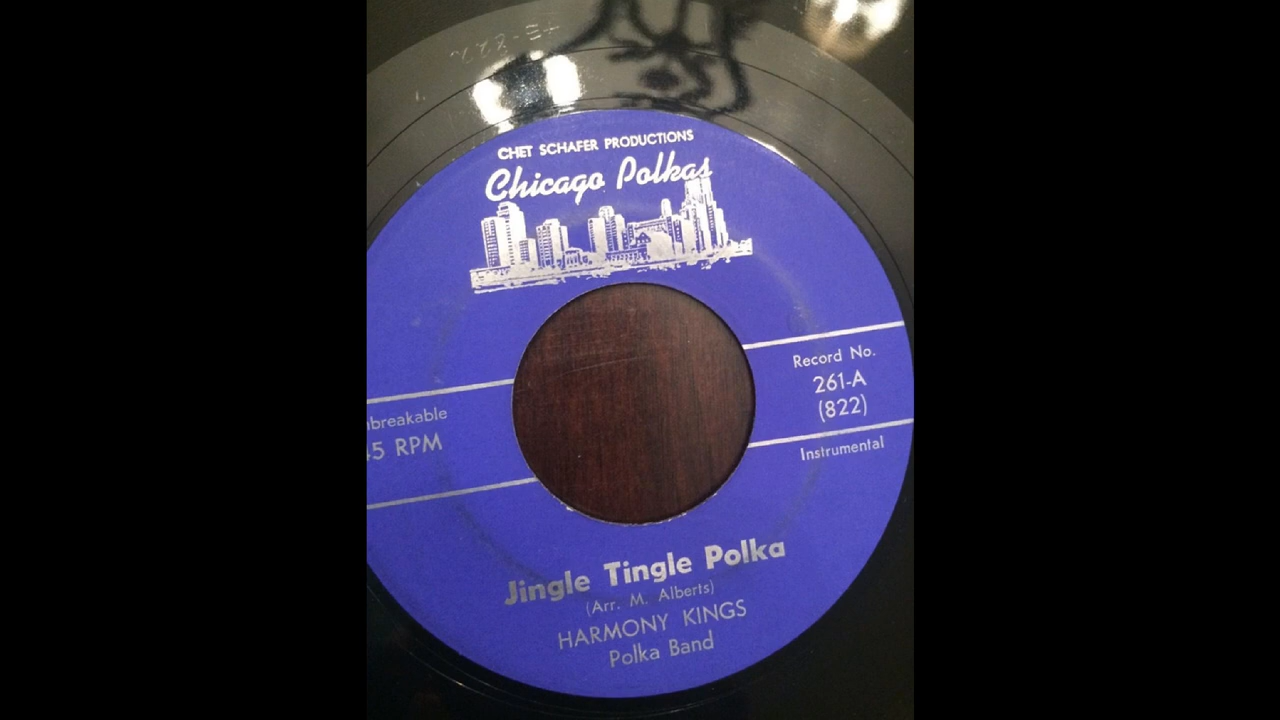 CHET SCHAFER PRODUCTIONS
Chicago Polkas
Record No.
261-A
(822)
nbreakable
45 RPM
Instrumental
Jingle Tingle Polka
(Arr. M. Alberts)
HARMONY KINGS
Polka Band